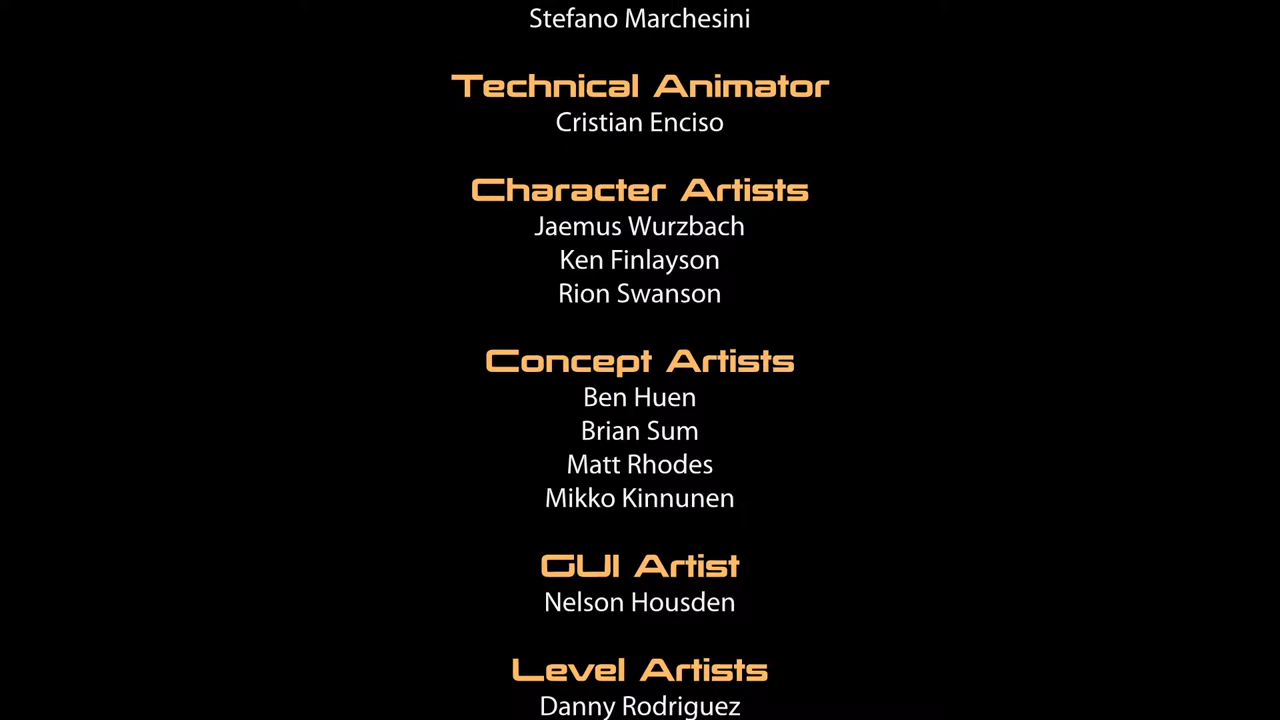 Stefano Marchesini
Technical Animator
Cristian Enciso
Character Artists
Jaemus Wurzbach
Ken Finlayson
Rion Swanson
Concept Artists
Ben Huen
Brian Sum
Matt Rhodes
Mikko Kinnunen
GUI Artist
Nelson Housden
Level Artists
Danny Rodriguez